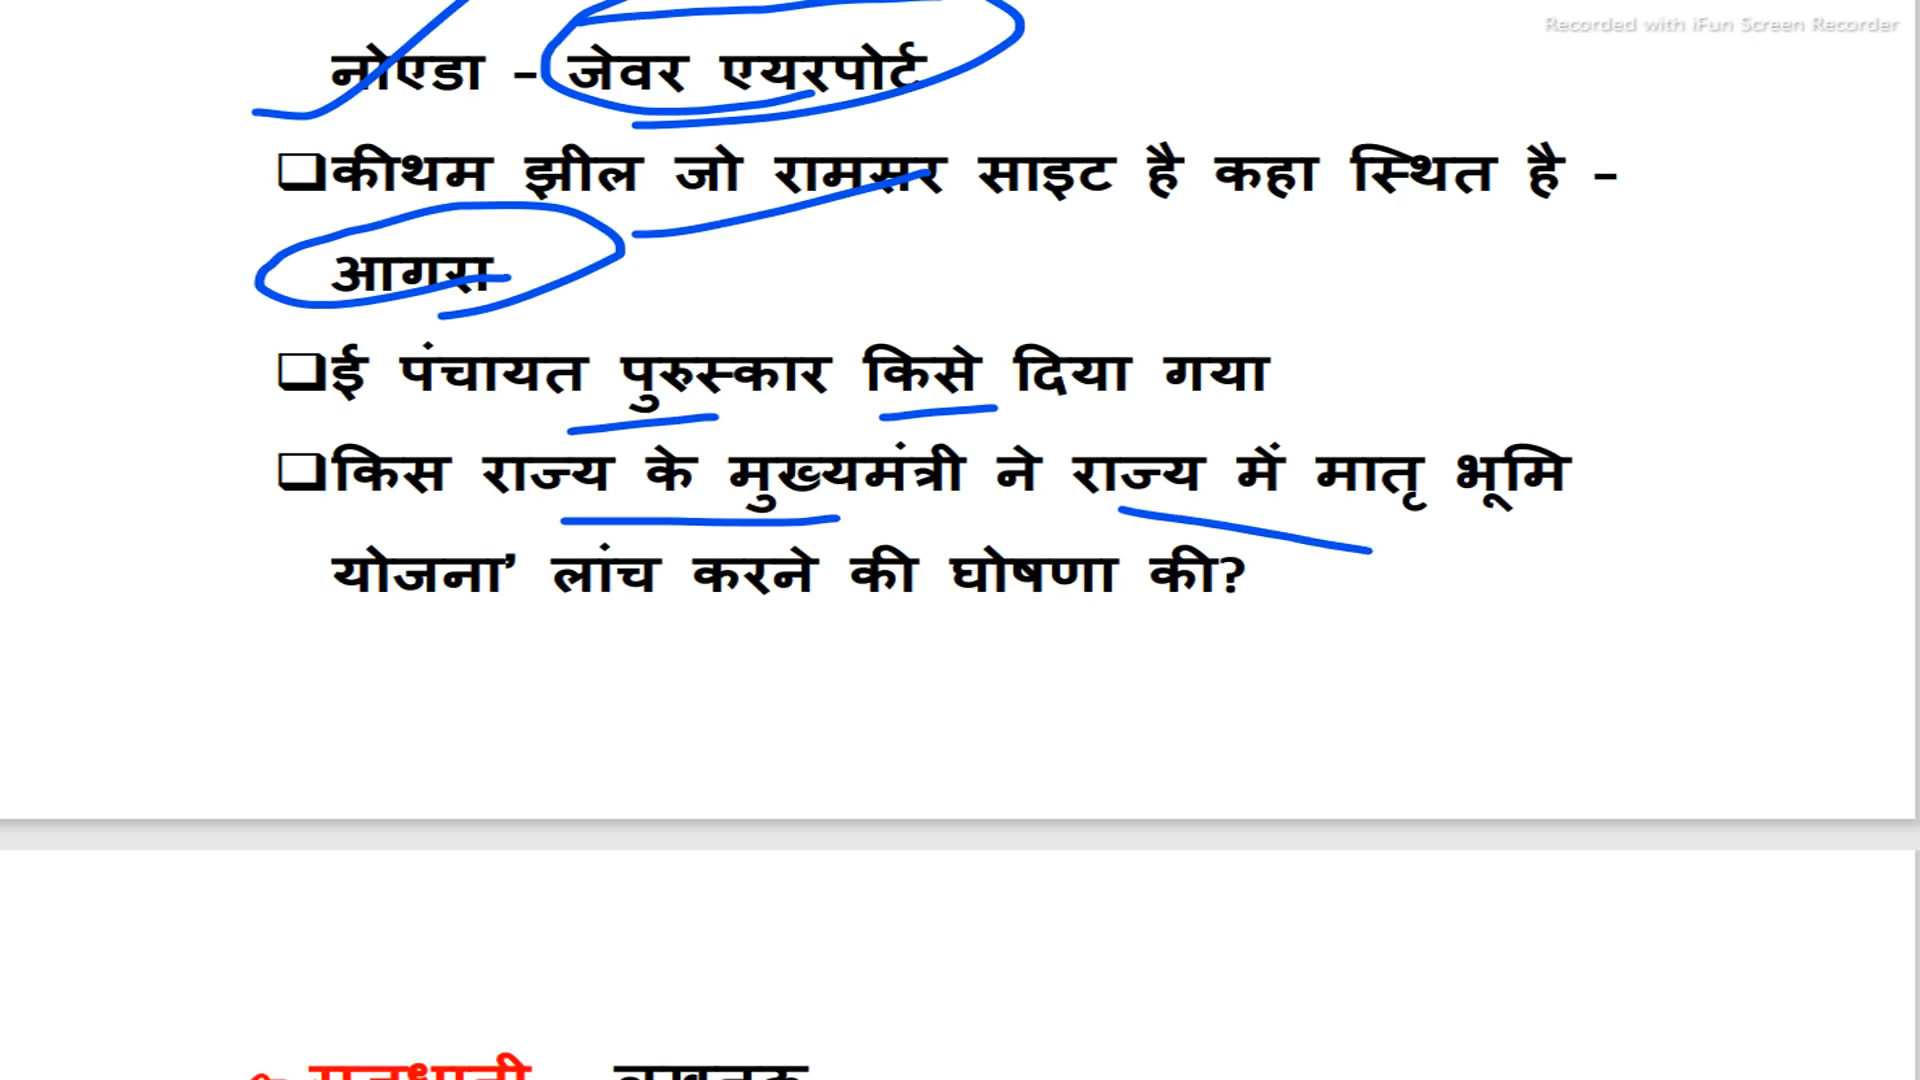 Recorded with iFun Screen Recorder
नोएडा – जेवर एयरपोर्ट
❑कीथम झील जो रामसर साइट है कहा स्थित है –
आगरा
❑ई पंचायत पुरुस्कार किसे दिया गया
❑किस राज्य के मुख्यमंत्री ने राज्य में मातृ भूमि
योजना’ लांच करने की घोषणा की?